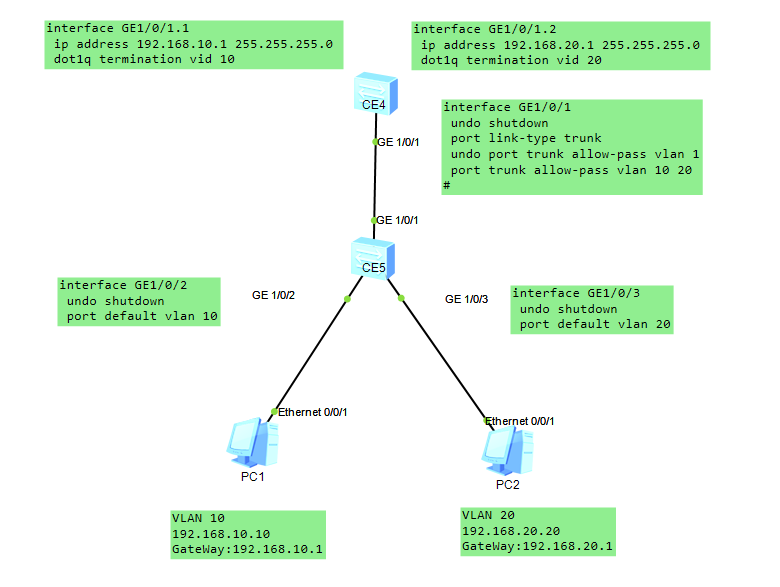 interface GE1/0/1.1
ip address 192.168.10.1 255.255.255.0
dot1q termination vid 10
interface GE1/0/1.2
ip address 192.168.20.1 255.255.255.0
dot1q termination vid 20
CE4
interface GE1/0/1
undo shutdown
port link-type trunk
undo port trunk allow-pass vlan 1
port trunk allow-pass vlan 10 20
#
GE 1/0/1
GE 1/0/1
CE5
interface GE1/0/2
undo shutdown
port default vlan 10
GE 1/0/2
GE 1/0/3
interface GE1/0/3
undo shutdown
port default vlan 20
Ethernet 0/0/1
Ethernet 0/0/1
PC1
PC2
VLAN 10
192.168.10.10
GateWay:192.168.10.1
VLAN 20
192.168.20.20
GateWay:192.168.20.1